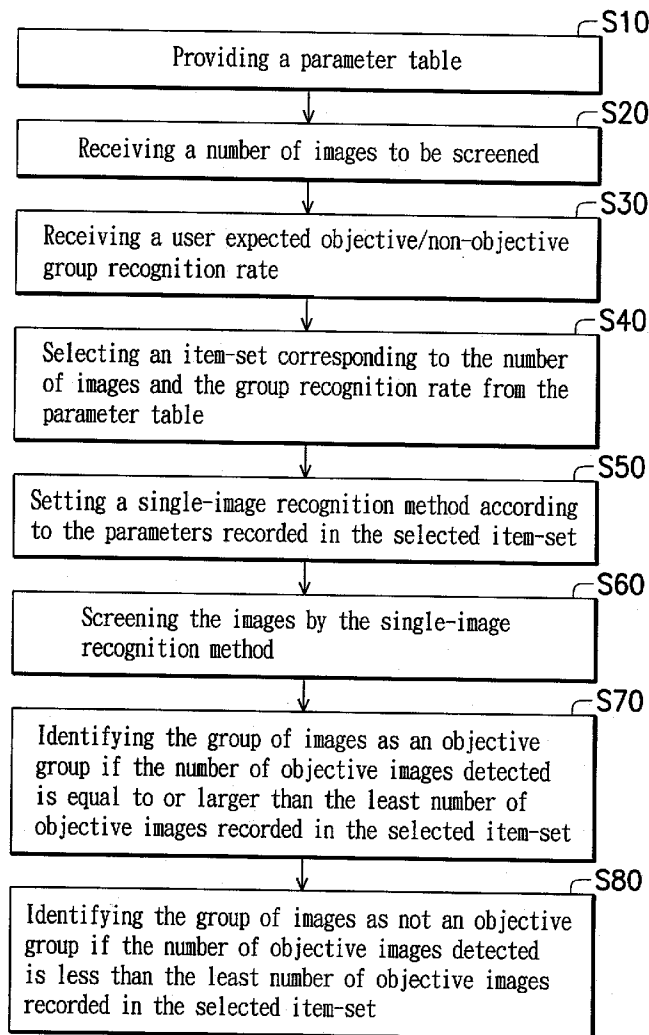 S10
Providing a parameter table
S20
Receiving a number of images to be screened
S30
Receiving a user expected objective/non-objective
group recognition rate
S40
Selecting an item-set corresponding to the number
of images and the group recognition rate from the
parameter table
S50
Setting a single-image recognition method according
to the parameters recorded in the selected item-set
S60
Screening the images by the single-image
recognition method
S70
Identifying the group of images as an objective
group if the number of objective images detected
is equal to or larger than the least number of
objective images recorded in the selected item-set
S80
Identifying the group of images as not an objective
group if the number of objective images detected
is less than the least number of objective images
recorded in the selected item-set